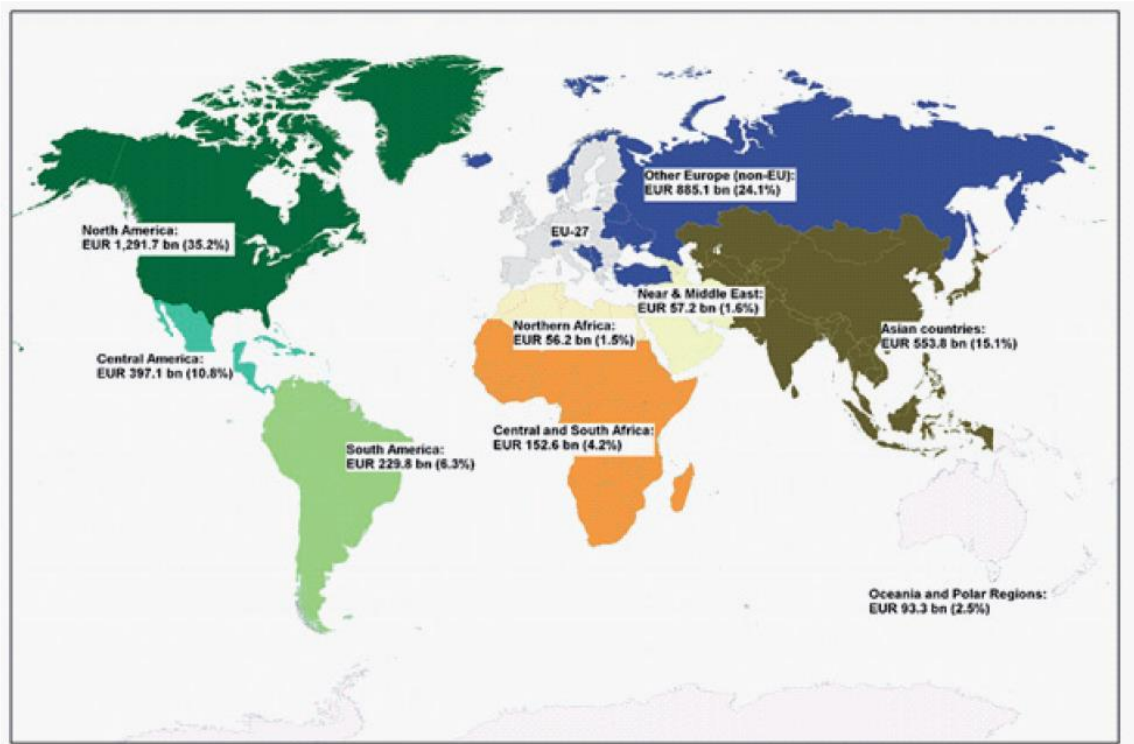 Other Europe (non-EU):
EUR 885.1 bn (24.1%)
North America:
EUR 1,291.7 bn (35.2%)
EU-27
Near & Middle East:
EUR 57.2 bn (1.6%)
Northern Africa:
EUR 56.2 bn (1.5%)
Asian countries:
EUR 553.8 bn (15.1%)
Central America:
EUR 397.1 bn (10.8%)
Central and South Africa:
EUR 152.6 bn (4.2%)
South America:
EUR 229.8 bn (6.3%)
Oceania and Polar Regions:
EUR 93.3 bn (2.5%)